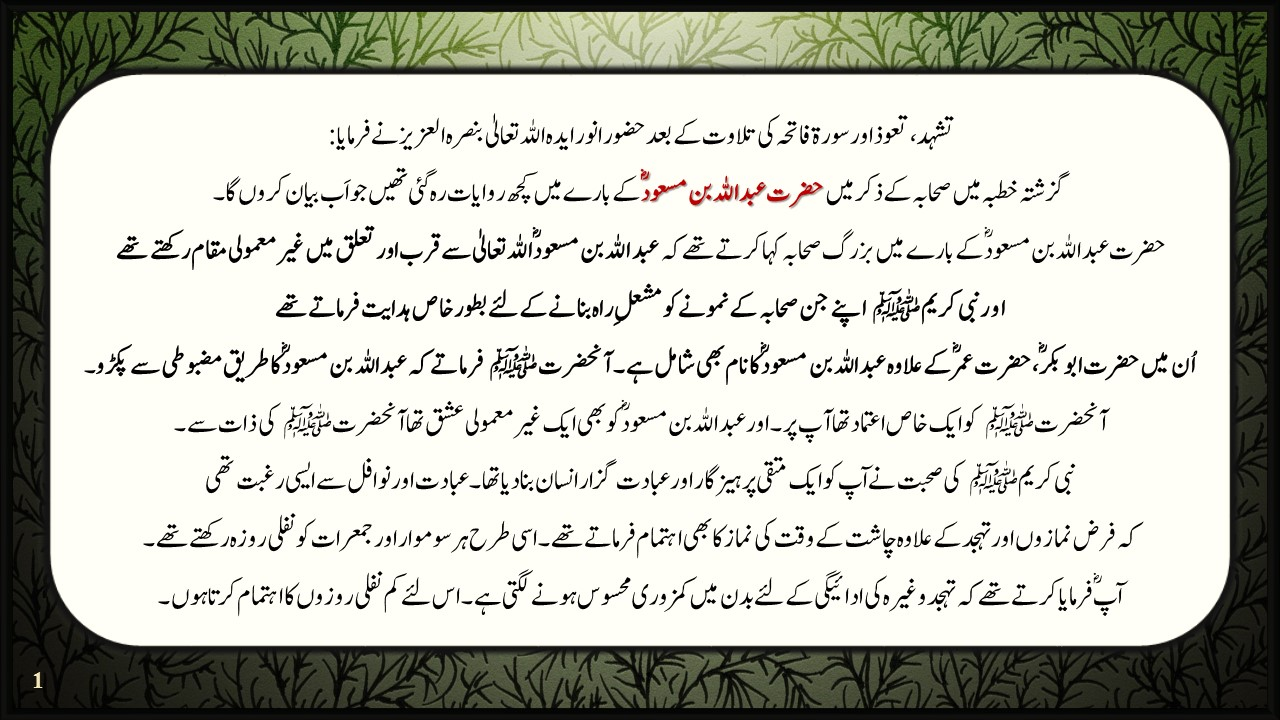 تشہد، تعوذ اور سورۃ فاتحہ کی تلاوت کے بعد حضور انور ایدہ اللہ تعالیٰ بنصرہ العزیز نے فرمایا:
گزشتہ خطبہ میں صحابہ کے ذکر میں حضرت عبداللہ بن مسعودؓ کے بارے میں کچھ روایات رہ گئی تھیں جو اَب بیان کروں گا۔
حضرت عبداللہ بن مسعودؓ کے بارے میں بزرگ صحابہ کہا کرتے تھے کہ عبداللہ بن مسعودؓ اللہ تعالیٰ سے قرب اور تعلق میں غیر معمولی مقام رکھتے تھے
اور نبی کریم ﷺ اپنے جن صحابہ کے نمونے کو مشعلِ راہ بنانے کے لئے بطور خاص ہدایت فرماتے تھے
اُن میں حضرت ابو بکرؓ، حضرت عمرؓ کے علاوہ عبداللہ بن مسعودؓ کا نام بھی شامل ہے۔ آنحضرت ﷺ فرماتے کہ عبداللہ بن مسعودؓ کا طریق مضبوطی سے پکڑو۔
آنحضرت ﷺ کو ایک خاص اعتماد تھا آپ پر۔ اور عبداللہ بن مسعودؓ کو بھی ایک غیر معمولی عشق تھا آنحضرت ﷺ کی ذات سے۔
نبی کریم ﷺ کی صحبت نے آپ کو ایک متقی پرہیز گار اور عبادت گزار انسان بنا دیا تھا۔ عبادت اور نوافل سے ایسی رغبت تھی
کہ فرض نمازوں اور تہجد کے علاوہ چاشت کے وقت کی نماز کا بھی اہتمام فرماتے تھے۔ اسی طرح ہر سوموار اور جمعرات کو نفلی روزہ رکھتے تھے۔
آپؓ فرمایا کرتے تھے کہ تہجد وغیرہ کی ادائیگی کے لئے بدن میں کمزوری محسوس ہونے لگتی ہے۔ اس لئے کم نفلی روزوں کا اہتمام کرتا ہوں۔
1